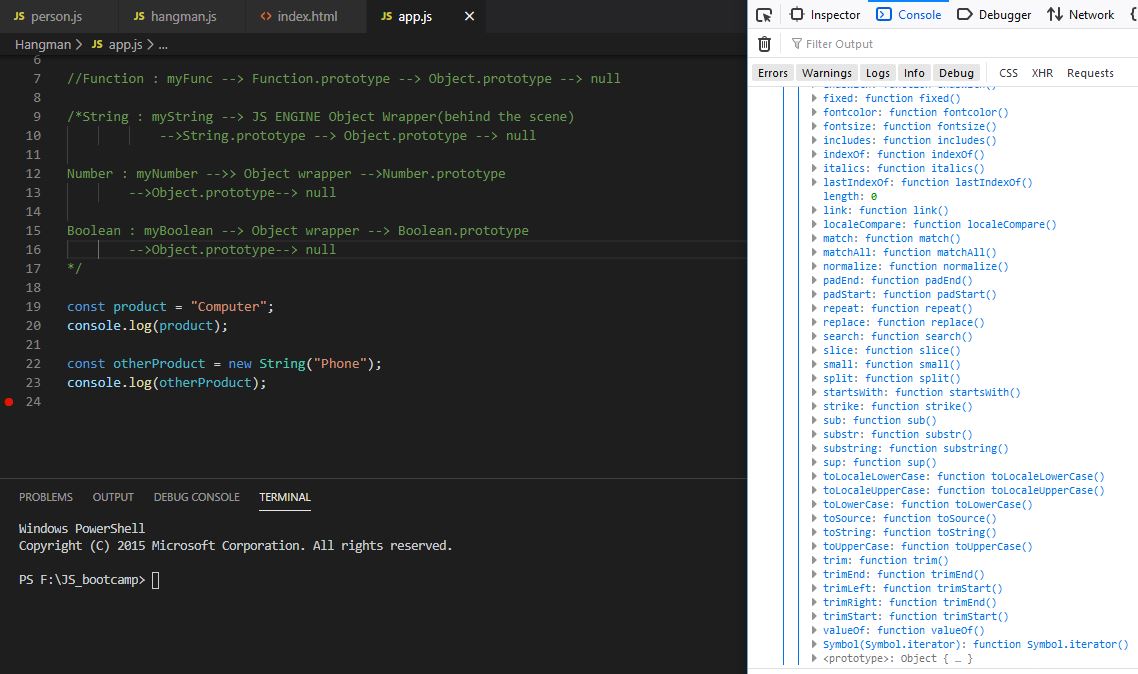 JS person.js
JS hangman.js
<> index.html
JS app.js
Hangman > JS app.js > ...
6
7 //Function : myFunc --> Function.prototype --> Object.prototype --> null
8
9 /*String : myString --> JS ENGINE Object Wrapper(behind the scene)
10 -->String.prototype --> Object.prototype --> null
11
12 Number : myNumber -->> Object wrapper -->Number.prototype
13 -->Object.prototype--> null
14
15 Boolean : myBoolean --> Object wrapper --> Boolean.prototype
16 -->Object.prototype--> null
17 */
18
19 const product = "Computer";
20 console.log(product);
21
22 const otherProduct = new String("Phone");
23 console.log(otherProduct);
24
PROBLEMS OUTPUT DEBUG CONSOLE TERMINAL
Windows PowerShell
Copyright (C) 2015 Microsoft Corporation. All rights reserved.
PS F:\JS_bootcamp>
Inspector Console Debugger Network
Filter Output
Errors Warnings Logs Info Debug CSS XHR Requests
fixed: function fixed()
fontcolor: function fontcolor()
fontsize: function fontsize()
includes: function includes()
indexOf: function indexOf()
italics: function italics()
lastIndexOf: function lastIndexOf()
length: 0
link: function link()
localeCompare: function localeCompare()
match: function match()
matchAll: function matchAll()
normalize: function normalize()
padEnd: function padEnd()
padStart: function padStart()
repeat: function repeat()
replace: function replace()
search: function search()
slice: function slice()
small: function small()
split: function split()
startsWith: function startsWith()
strike: function strike()
sub: function sub()
substr: function substr()
substring: function substring()
sup: function sup()
toLocaleLowerCase: function toLocaleLowerCase()
toLocaleUpperCase: function toLocaleUpperCase()
toLowerCase: function toLowerCase()
toSource: function toSource()
toString: function toString()
toUpperCase: function toUpperCase()
trim: function trim()
trimEnd: function trimEnd()
trimLeft: function trimStart()
trimRight: function trimEnd()
trimStart: function trimStart()
valueOf: function valueOf()
Symbol(Symbol.iterator): function Symbol.iterator()
<prototype>: Object { … }